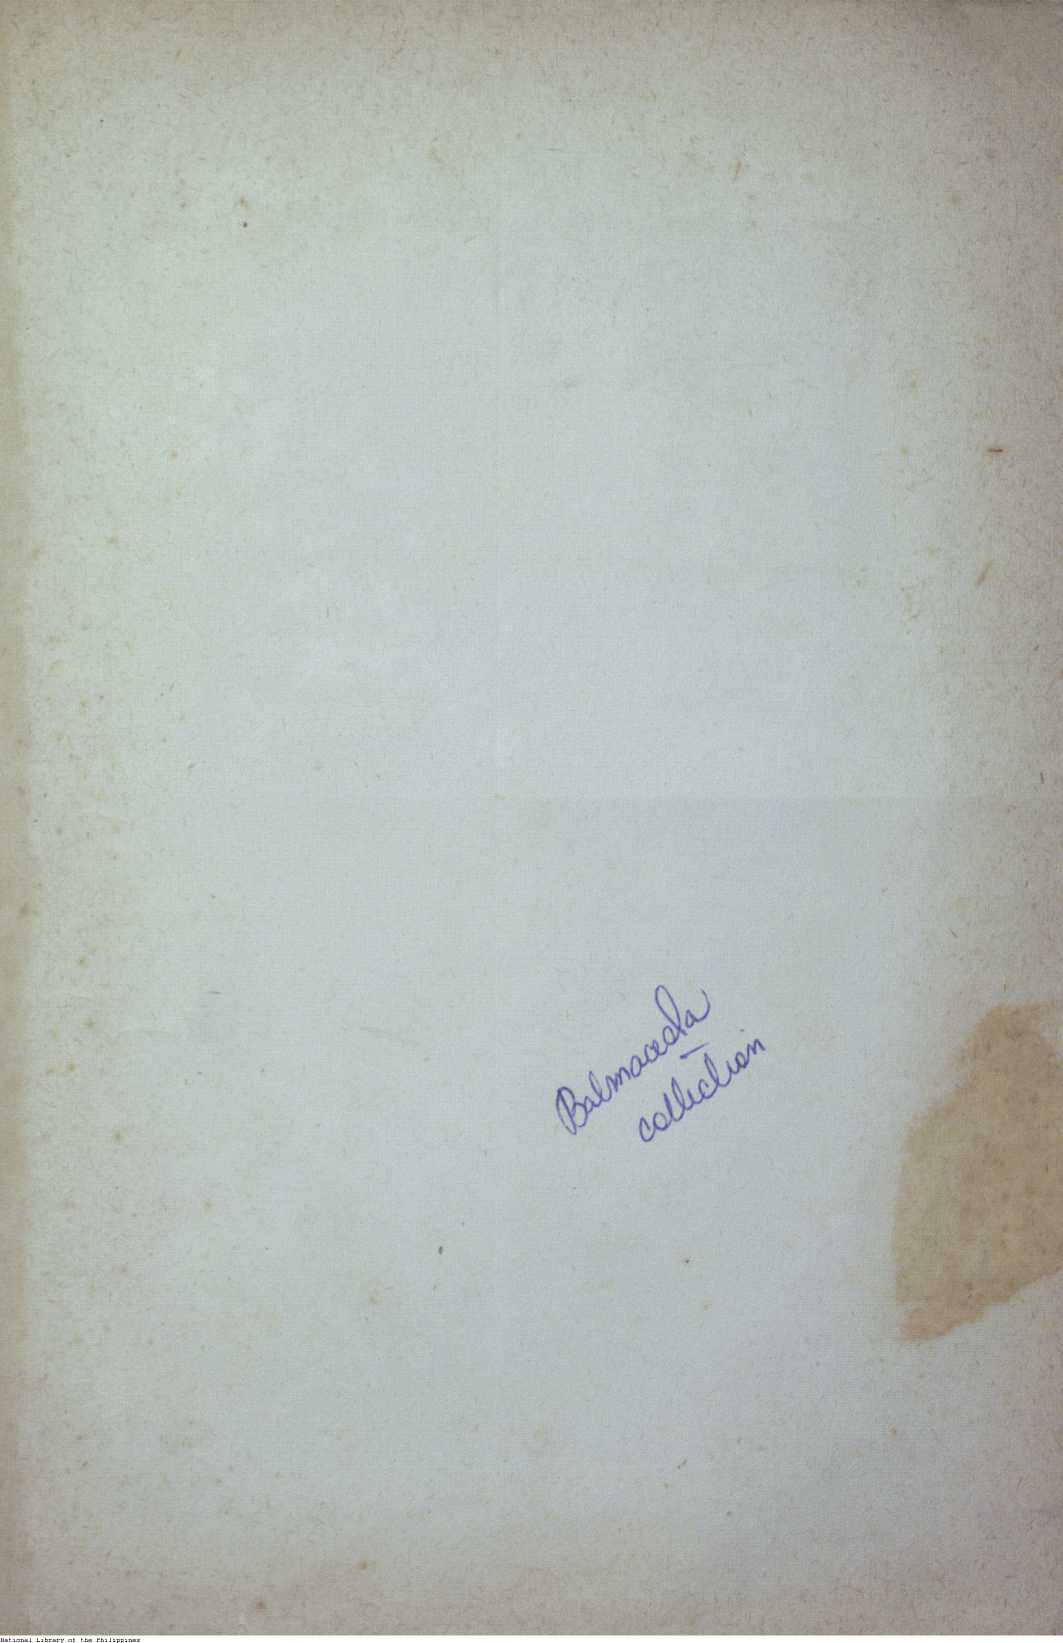 Balmaceda
collection
National Library of the Philippines